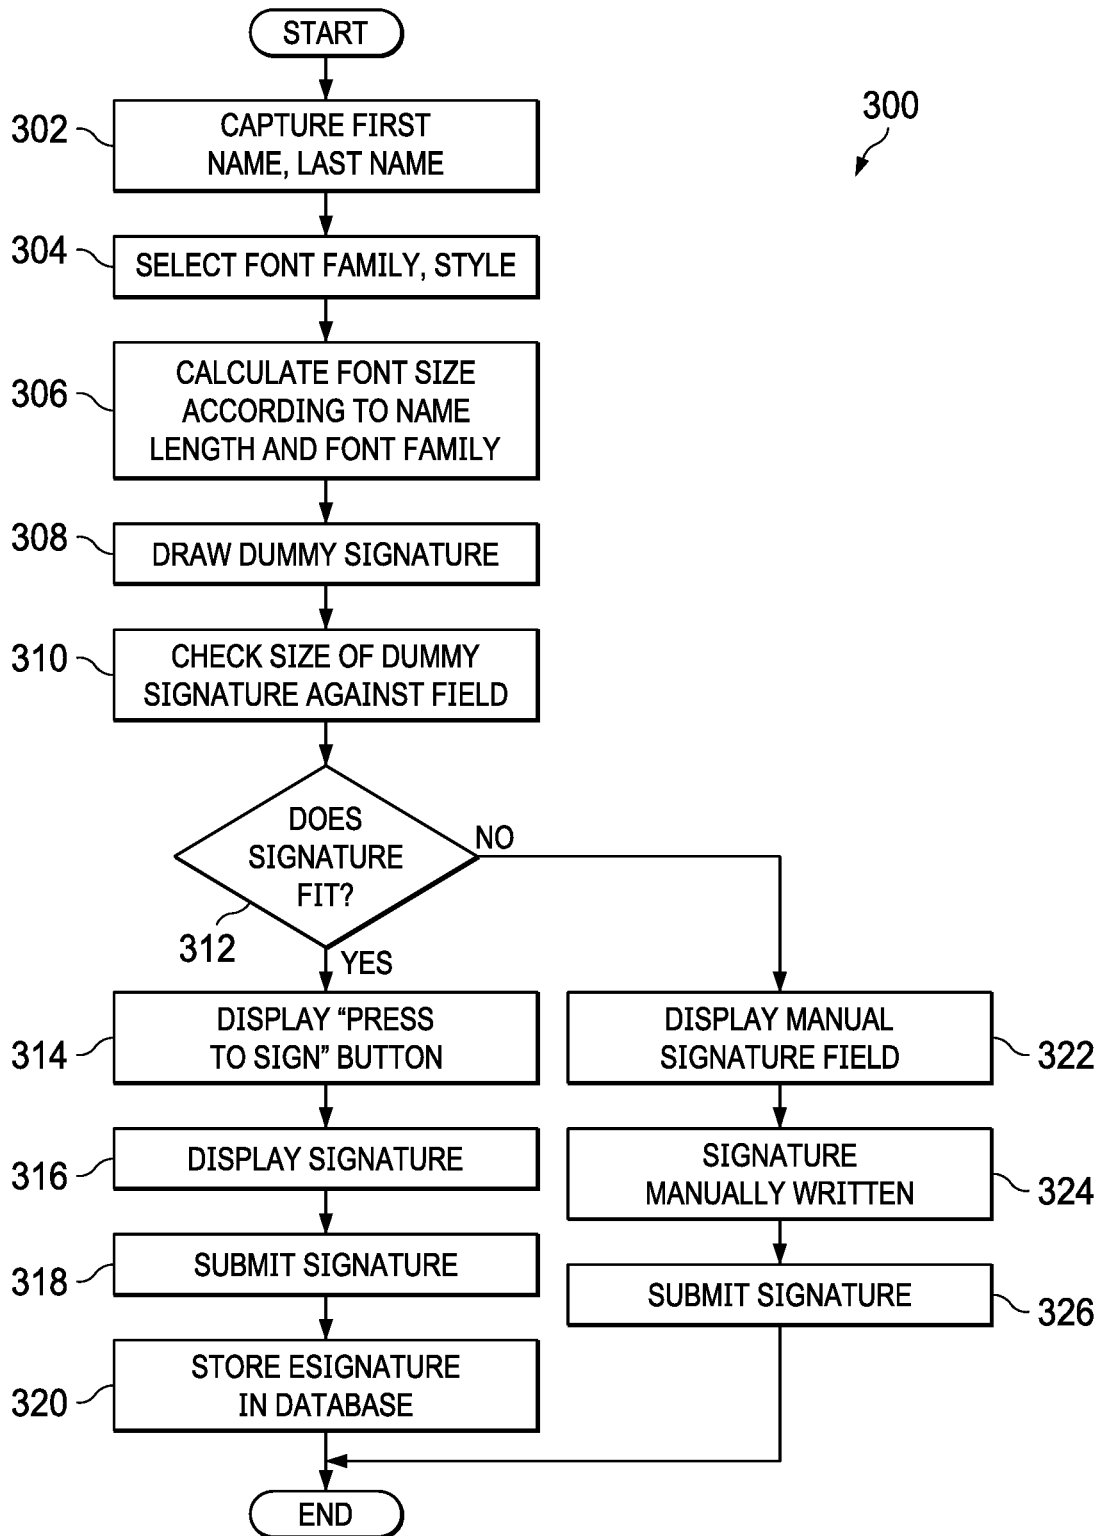 START
300
302
CAPTURE FIRST
NAME, LAST NAME
304
SELECT FONT FAMILY, STYLE
306
CALCULATE FONT SIZE
ACCORDING TO NAME
LENGTH AND FONT FAMILY
308
DRAW DUMMY SIGNATURE
310
CHECK SIZE OF DUMMY
SIGNATURE AGAINST FIELD
DOES
SIGNATURE
FIT?
312
NO
YES
314
DISPLAY “PRESS
TO SIGN” BUTTON
316
DISPLAY SIGNATURE
318
SUBMIT SIGNATURE
320
STORE ESIGNATURE
IN DATABASE
DISPLAY MANUAL
SIGNATURE FIELD
322
SIGNATURE
MANUALLY WRITTEN
324
SUBMIT SIGNATURE
326
END